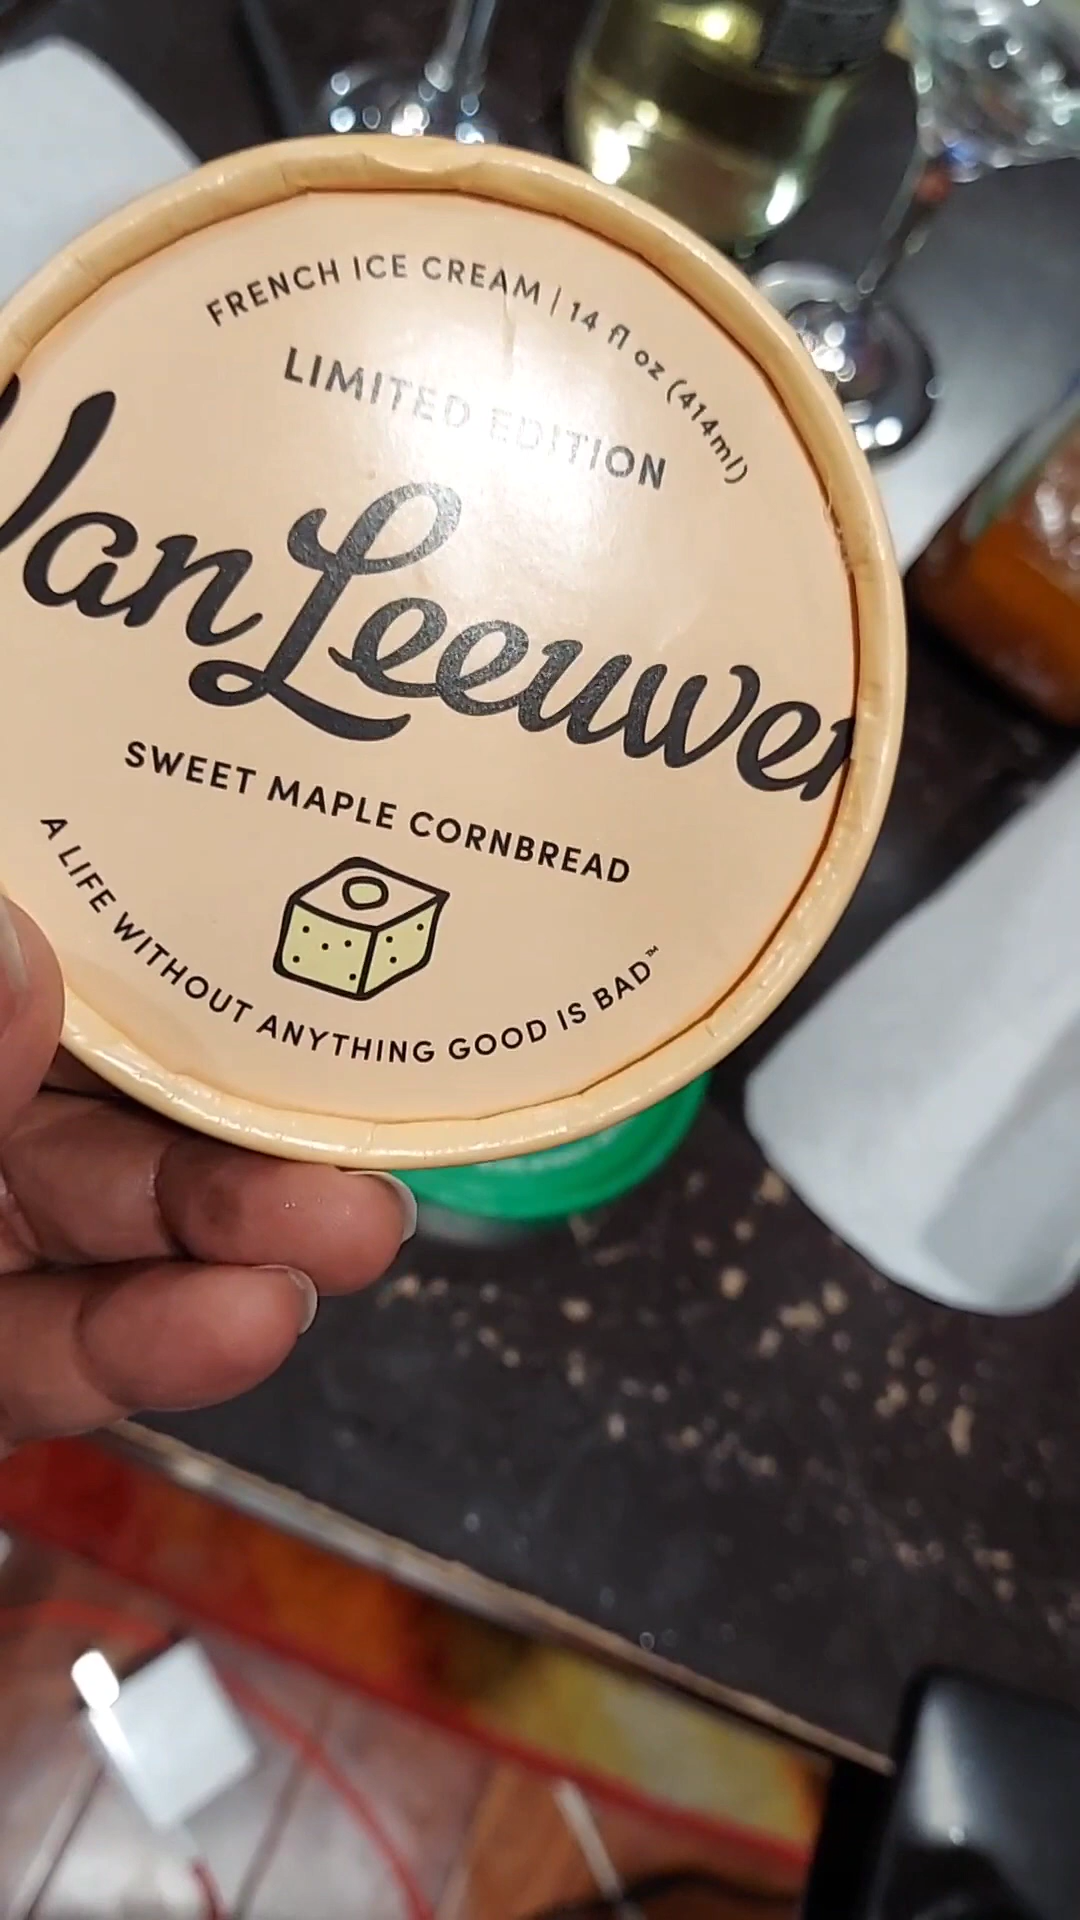 FRENCH ICE CREAM | 14 fl oz (414ml)
LIMITED EDITION
Van Leeuwen
SWEET MAPLE CORNBREAD
A LIFE WITHOUT ANYTHING GOOD IS BAD™